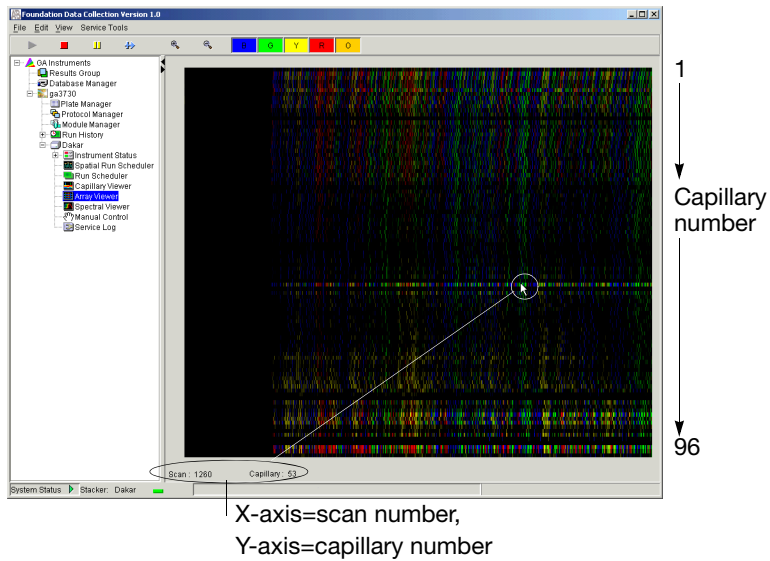 Foundation Data Collection Version 1.0
File Edit View Service Tools
B G Y R O
GA Instruments
Results Group
Database Manager
ga3730
Plate Manager
Protocol Manager
Module Manager
Run History
Dakar
Instrument Status
Spatial Run Scheduler
Run Scheduler
Capillary Viewer
Array Viewer
Spectral Viewer
Manual Control
Service Log
1
Capillary
number
96
Scan : 1260 Capillary : 53
System Status Stacker: Dakar
X-axis=scan number,
Y-axis=capillary number